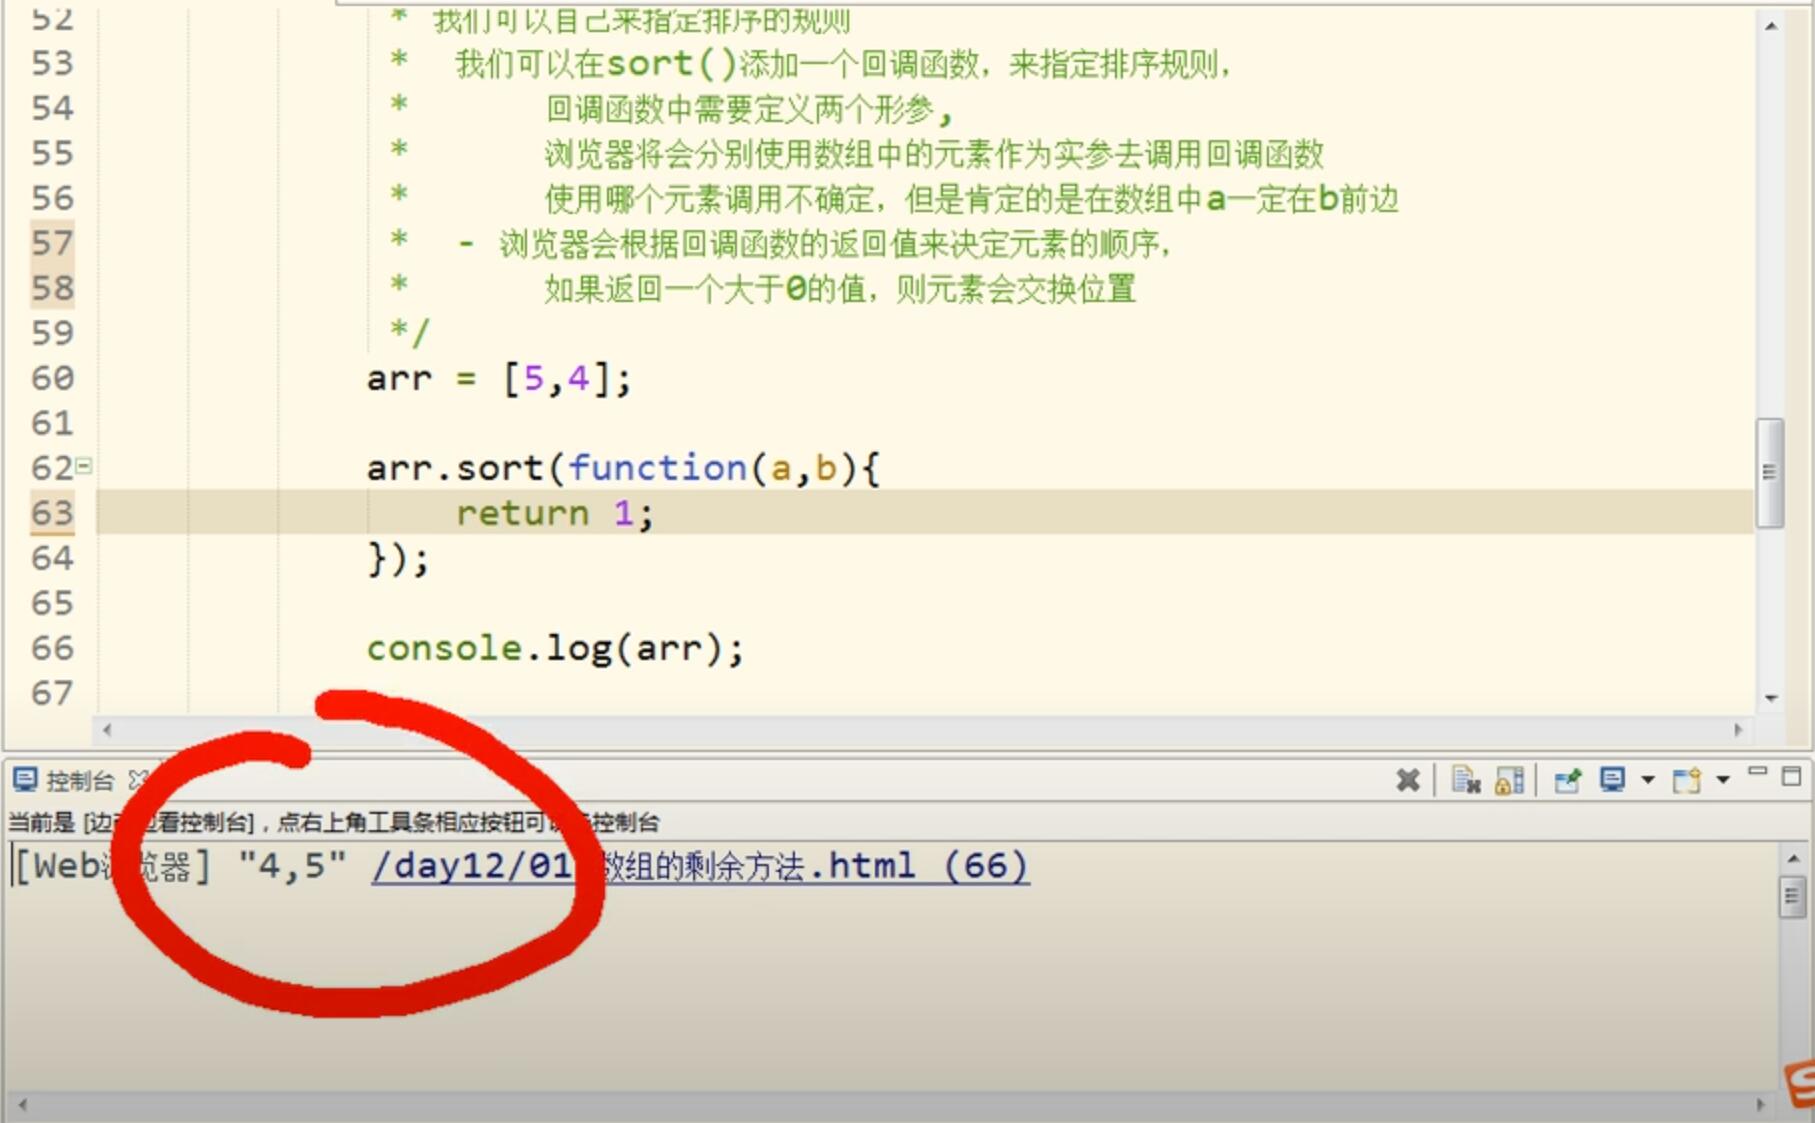 52 * 我们可以自己来指定排序的规则
53 * 我们可以在sort()添加一个回调函数，来指定排序规则，
54 * 回调函数中需要定义两个形参,
55 * 浏览器将会分别使用数组中的元素作为实参去调用回调函数
56 * 使用哪个元素调用不确定，但是肯定的是在数组中a一定在b前边
57 * - 浏览器会根据回调函数的返回值来决定元素的顺序，
58 * 如果返回一个大于0的值，则元素会交换位置
59 */
60 arr = [5,4];
61
62 arr.sort(function(a,b){
63 return 1;
64 });
65
66 console.log(arr);
67
控制台
当前是 [边 看控制台]，点右上角工具条相应按钮可 控制台
[Web 览器] "4,5" /day12/01 数组的剩余方法.html (66)